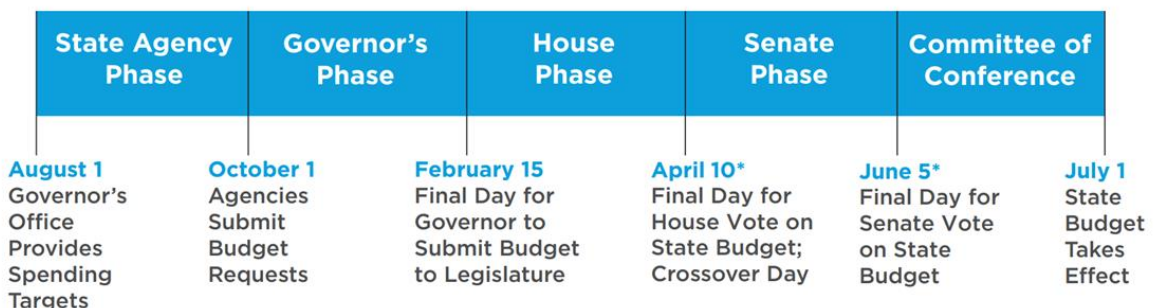 State Agency
Phase
Governor's
Phase
House
Phase
Senate
Phase
Committee of
Conference
August 1
Governor's
Office
Provides
Spending
Targets
October 1
Agencies
Submit
Budget
Requests
February 15
Final Day for
Governor to
Submit Budget
to Legislature
April 10*
Final Day for
House Vote on
State Budget;
Crossover Day
June 5*
Final Day for
Senate Vote
on State
Budget
July 1
State
Budget
Takes
Effect